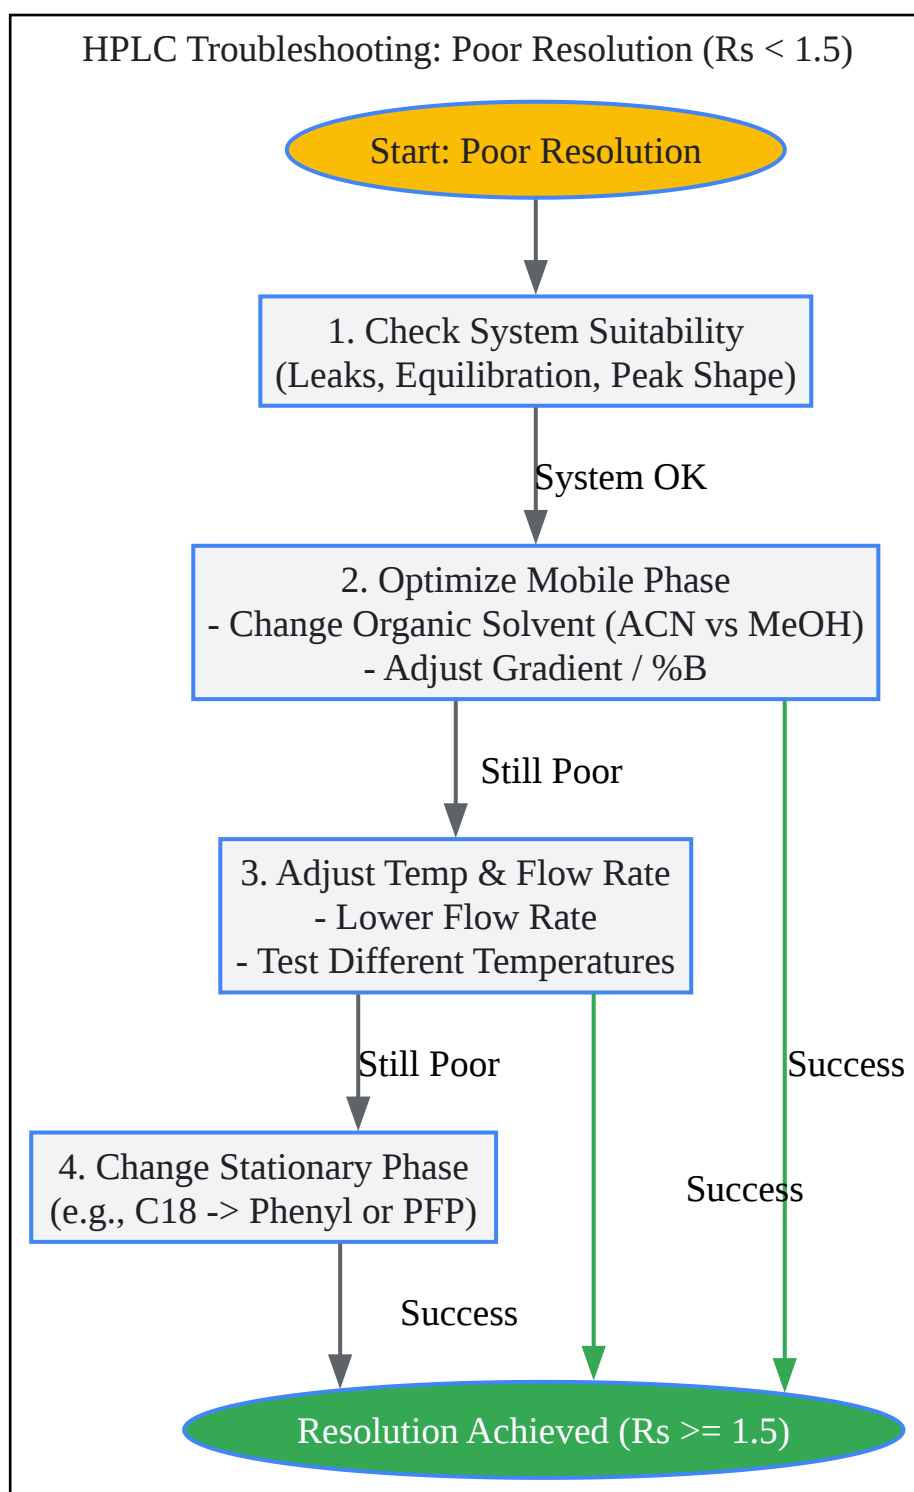 HPLC Troubleshooting: Poor Resolution (Rs < 1.5)
Start: Poor Resolution
1. Check System Suitability
(Leaks, Equilibration, Peak Shape)
System OK
2. Optimize Mobile Phase
- Change Organic Solvent (ACN vs MeOH)
- Adjust Gradient / %B
Still Poor
3. Adjust Temp & Flow Rate
- Lower Flow Rate
- Test Different Temperatures
Still Poor
Success
4. Change Stationary Phase
(e.g., C18 -> Phenyl or PFP)
Success
Success
Resolution Achieved (Rs >= 1.5)